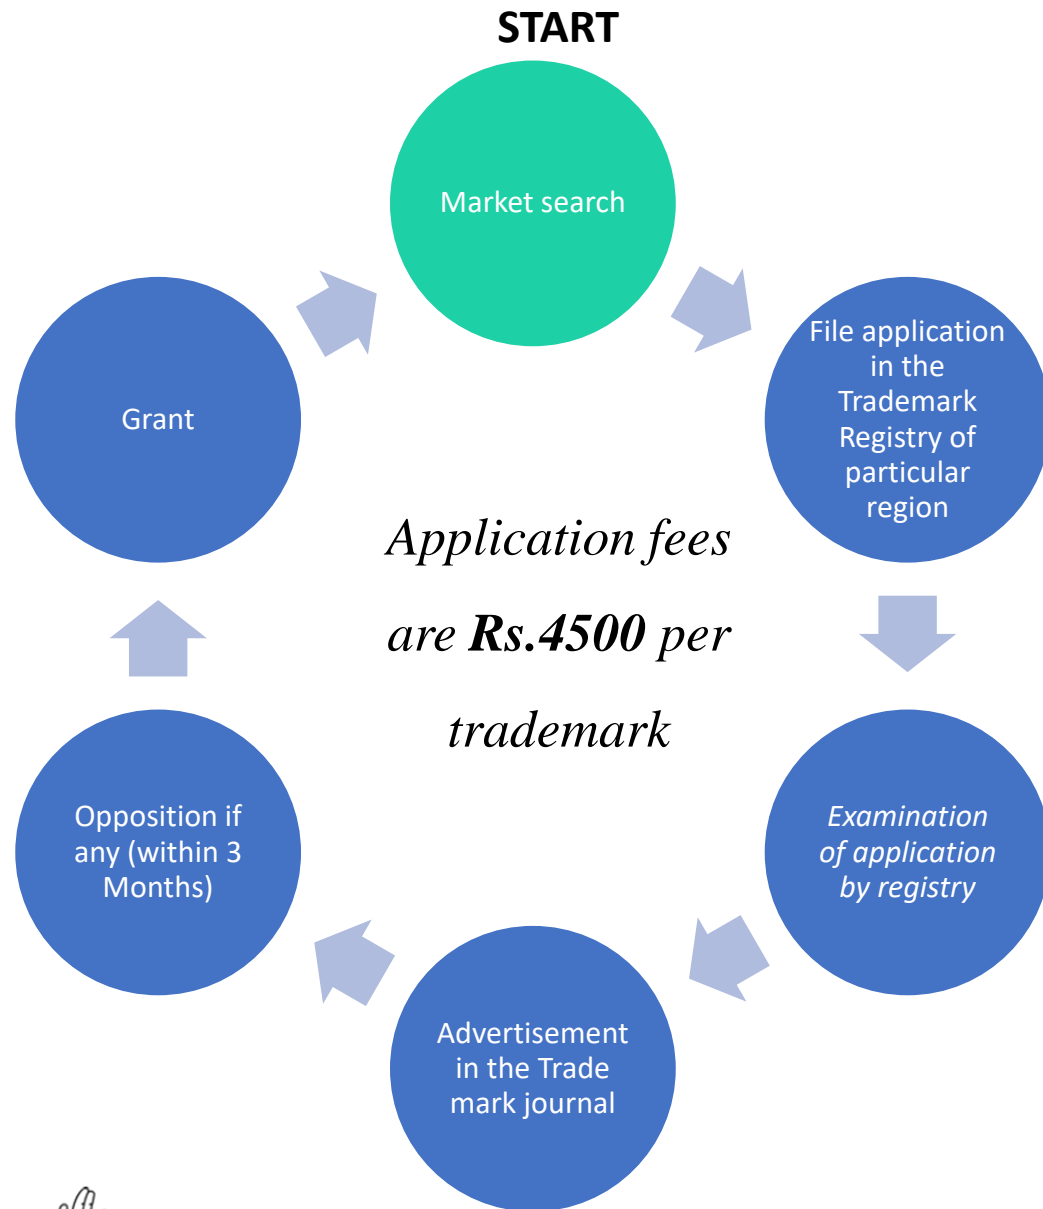 START
Market search
File application
in the
Trademark
Registry of
particular
region
Examination
of application
by registry
Advertisement
in the Trade
mark journal
Opposition if
any (within 3
Months)
Grant
Application fees
are Rs.4500 per
trademark